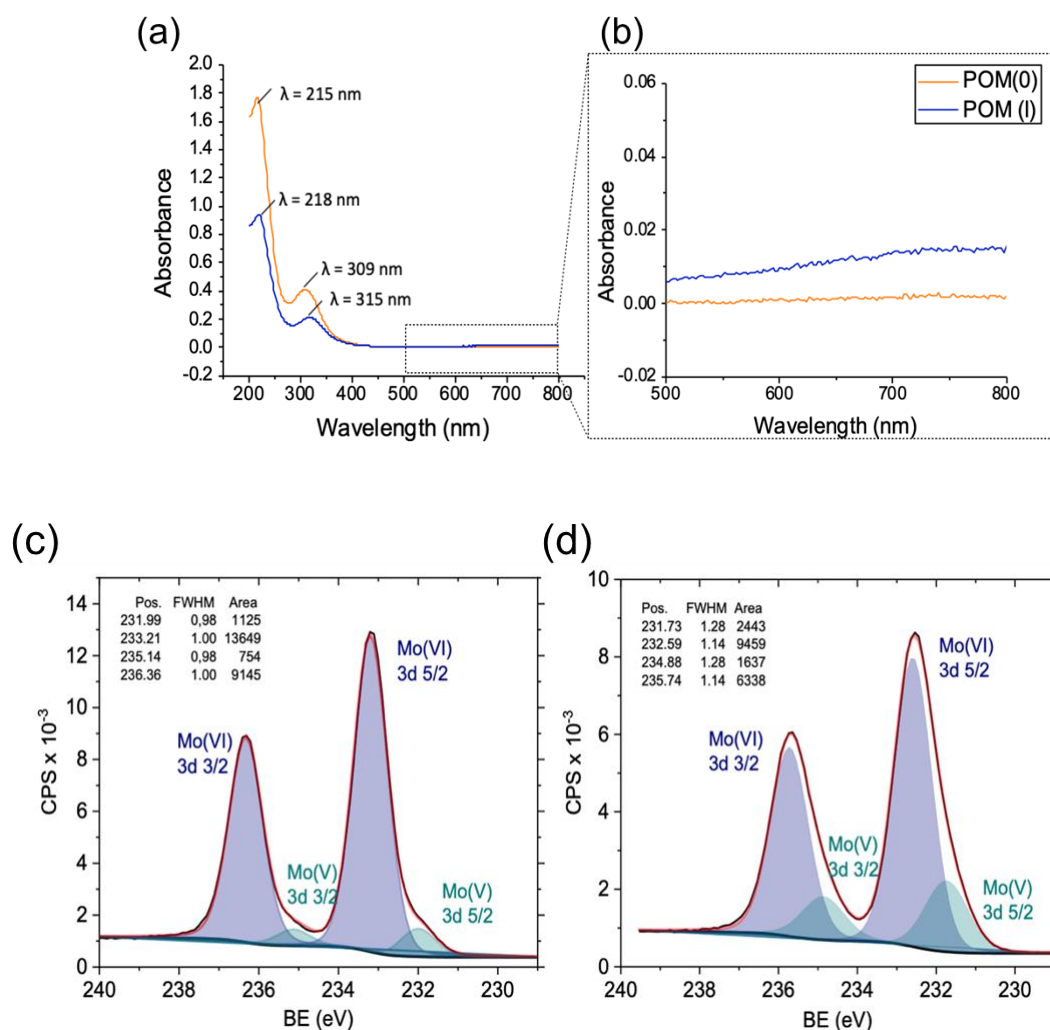 (a)
2.0
1.8
1.6
1.4
1.2
1.0
0.8
0.6
0.4
0.2
0.0
-0.2
Absorbance
λ = 215 nm
λ = 218 nm
λ = 309 nm
λ = 315 nm
200 300 400 500 600 700 800
Wavelength (nm)
(b)
0.06
0.04
0.02
0.00
-0.02
Absorbance
POM(0)
POM (I)
500 600 700 800
Wavelength (nm)
(c)
14
12
10
8
6
4
2
0
CPS x 10-3
Pos. FWHM Area
231.99 0,98 1125
233.21 1.00 13649
235.14 0,98 754
236.36 1.00 9145
Mo(VI)
3d 5/2
Mo(VI)
3d 3/2
Mo(V)
3d 3/2
Mo(V)
3d 5/2
240 238 236 234 232 230
BE (eV)
(d)
10
8
6
4
2
0
CPS x 10-3
Pos. FWHM Area
231.73 1.28 2443
232.59 1.14 9459
234.88 1.28 1637
235.74 1.14 6338
Mo(VI)
3d 5/2
Mo(VI)
3d 3/2
Mo(V)
3d 3/2
Mo(V)
3d 5/2
240 238 236 234 232 230
BE (eV)